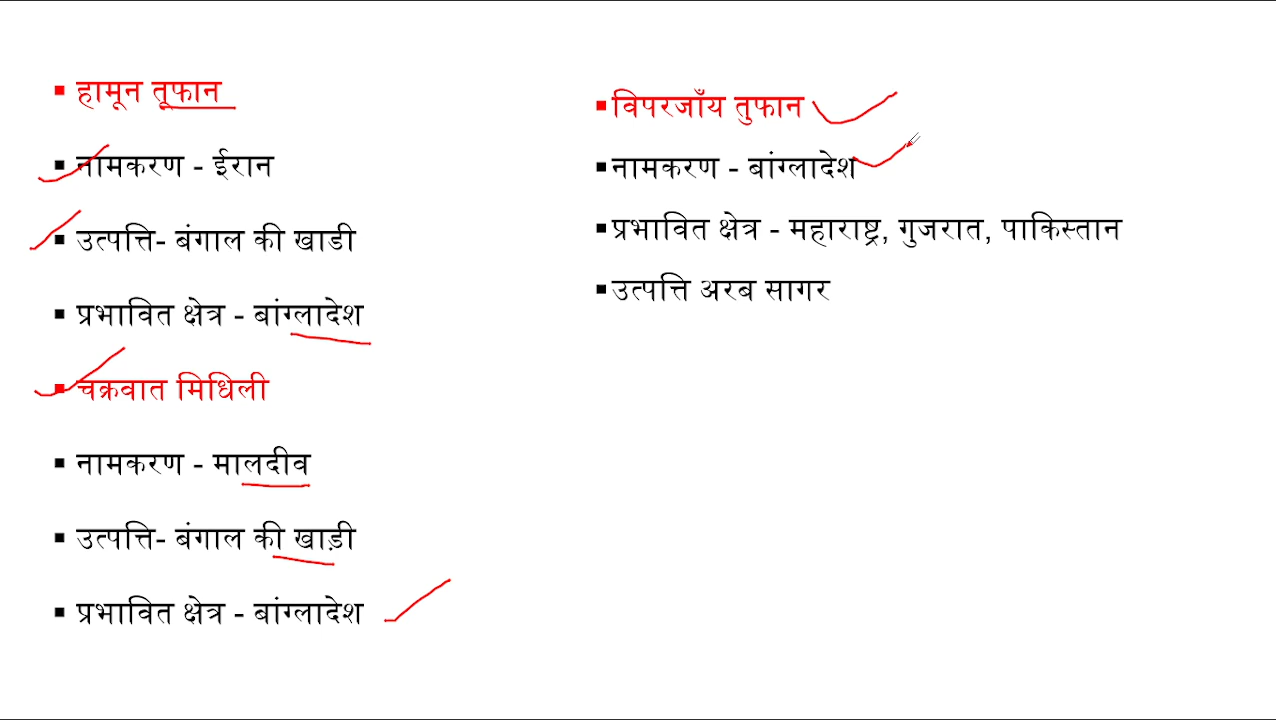 ▪ हामून तूफान
▪ नामकरण - ईरान
▪ उत्पत्ति- बंगाल की खाडी
▪ प्रभावित क्षेत्र - बांग्लादेश
▪ चक्रवात मिधिली
▪ नामकरण - मालदीव
▪ उत्पत्ति- बंगाल की खाड़ी
▪ प्रभावित क्षेत्र - बांग्लादेश
▪ विपरजाँय तुफान
▪ नामकरण - बांग्लादेश
▪ प्रभावित क्षेत्र - महाराष्ट्र, गुजरात, पाकिस्तान
▪ उत्पत्ति अरब सागर